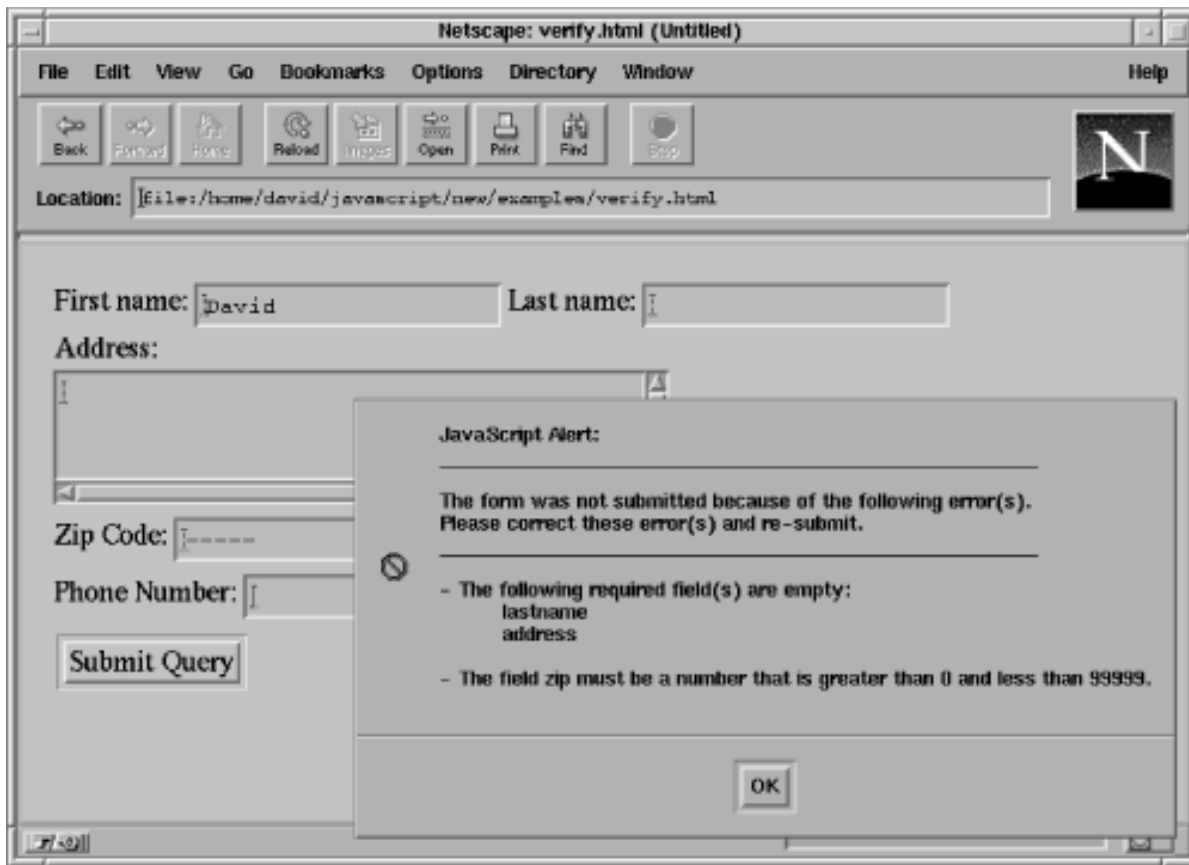 Netscape: verify.html (Untitled)
File Edit View Go Bookmarks Options Directory Window Help
Back Forward Home Reload Images Open Print Find Stop
N
Location: file:/home/david/javascript/new/examples/verify.html
First name: David Last name:
Address:
JavaScript Alert:
The form was not submitted because of the following error(s).
Please correct these error(s) and re-submit.
Zip Code: -----
- The following required field(s) are empty:
Phone Number:
lastname
address
Submit Query
- The field zip must be a number that is greater than 0 and less than 99999.
OK